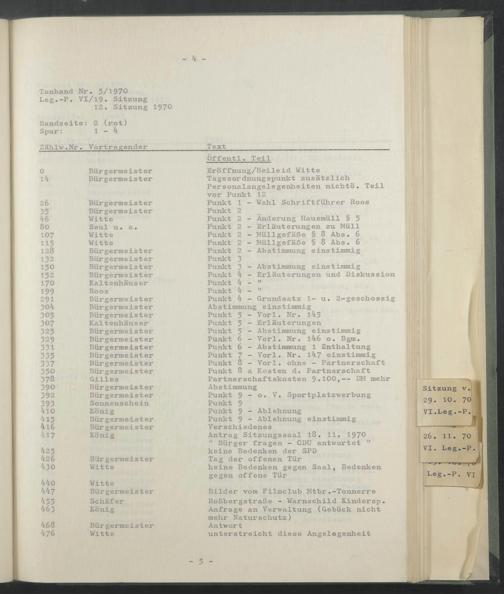 - 4 -
Tonband Nr. 5/1970
Leg.-P. VI/19. Sitzung
12. Sitzung 1970
Bandseite: 2 (rot)
Spur: 1 - 4
Zählw.Nr. Vortragender Text
Öffentl. Teil
0 Bürgermeister Eröffnung/Beileid Witte
14 Bürgermeister Tagesordnungspunkt zusätzlich
Personalangelegenheiten nichtö. Teil
vor Punkt 12
26 Bürgermeister Punkt 1 - Wahl Schriftführer Roos
35 Bürgermeister Punkt 2
46 Witte Punkt 2 - Änderung Hausmüll § 5
80 Saul u. a. Punkt 2 - Erläuterungen zu Müll
107 Witte Punkt 2 - Müllgefäße § 8 Abs. 6
115 Witte Punkt 2 - Müllgefäße § 8 Abs. 6
128 Bürgermeister Punkt 2 - Abstimmung einstimmig
132 Bürgermeister Punkt 3
150 Bürgermeister Punkt 3 - Abstimmung einstimmig
152 Bürgermeister Punkt 4 - Erläuterungen und Diskussion
170 Kaltenhäuser Punkt 4 - "
199 Roos Punkt 4 - "
291 Bürgermeister Punkt 4 - Grundsatz 1- u. 2-geschossig
304 Bürgermeister Abstimmung einstimmig
305 Bürgermeister Punkt 5 - Vorl. Nr. 145
307 Kaltenhäuser Punkt 5 - Erläuterungen
325 Bürgermeister Punkt 5 - Abstimmung einstimmig
329 Bürgermeister Punkt 6 - Vorl. Nr. 146 o. Bgm.
331 Bürgermeister Punkt 6 - Abstimmung 1 Enthaltung
335 Bürgermeister Punkt 7 - Vorl. Nr. 147 einstimmig
337 Bürgermeister Punkt 8 - Vorl. ohne - Partnerschaft
350 Bürgermeister Punkt 8 a Kosten d. Partnerschaft
378 Gilles Partnerschaftskosten 9.100,-- DM mehr
390 Bürgermeister Abstimmung
392 Bürgermeister Punkt 9 - o. V. Sportplatzwerbung
393 Sonnenschein Punkt 9
410 König Punkt 9 - Ablehnung
415 Bürgermeister Punkt 9 - Ablehnung einstimmig
416 Bürgermeister Verschiedenes
417 König Antrag Sitzungssaal 18. 11. 1970
" Bürger fragen - CDU antwortet "
425 keine Bedenken der SPD
426 Bürgermeister Tag der offenen Tür
430 Witte keine Bedenken gegen Saal, Bedenken
gegen offene Tür
440 Witte
447 Bürgermeister Bilder vom Filmclub Mtbr.-Tonnerre
455 Schäfer Roßbergstraße - Warnschild Kindersp.
463 König Anfrage an Verwaltung (Gebück nicht
mehr Naturschutz)
468 Bürgermeister Antwort
476 Witte unterstreicht diese Angelegenheit
- 5 -
Sitzung v.
29. 10. 70
VI.Leg.-P.
26. 11. 70
VI. Leg.-P.
Leg.-P. VI